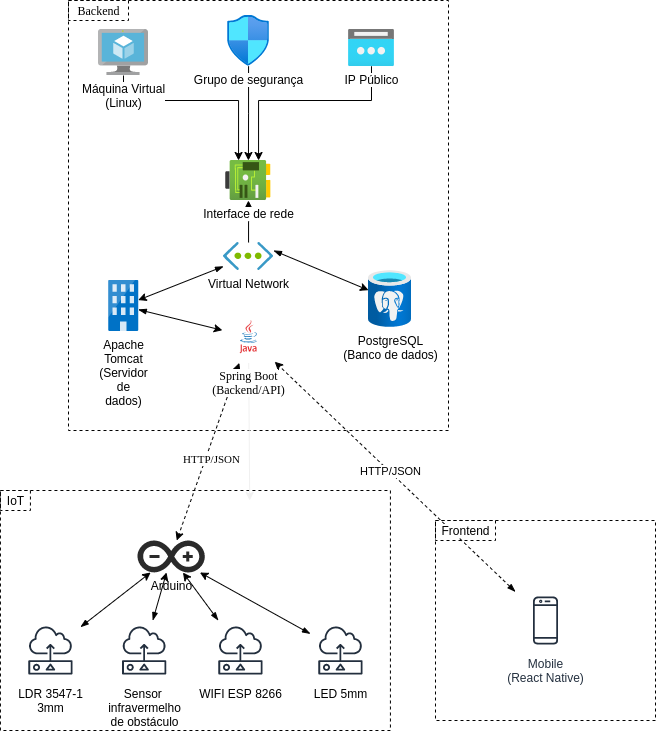 Backend
Máquina Virtual
(Linux)
Grupo de segurança
IP Público
Interface de rede
Virtual Network
Apache
Tomcat
(Servidor
de
dados)
Java
Spring Boot
(Backend/API)
PostgreSQL
(Banco de dados)
HTTP/JSON
HTTP/JSON
IoT
Arduino
LDR 3547-1
3mm
Sensor
infravermelho
de obstáculo
WIFI ESP 8266
LED 5mm
Frontend
Mobile
(React Native)